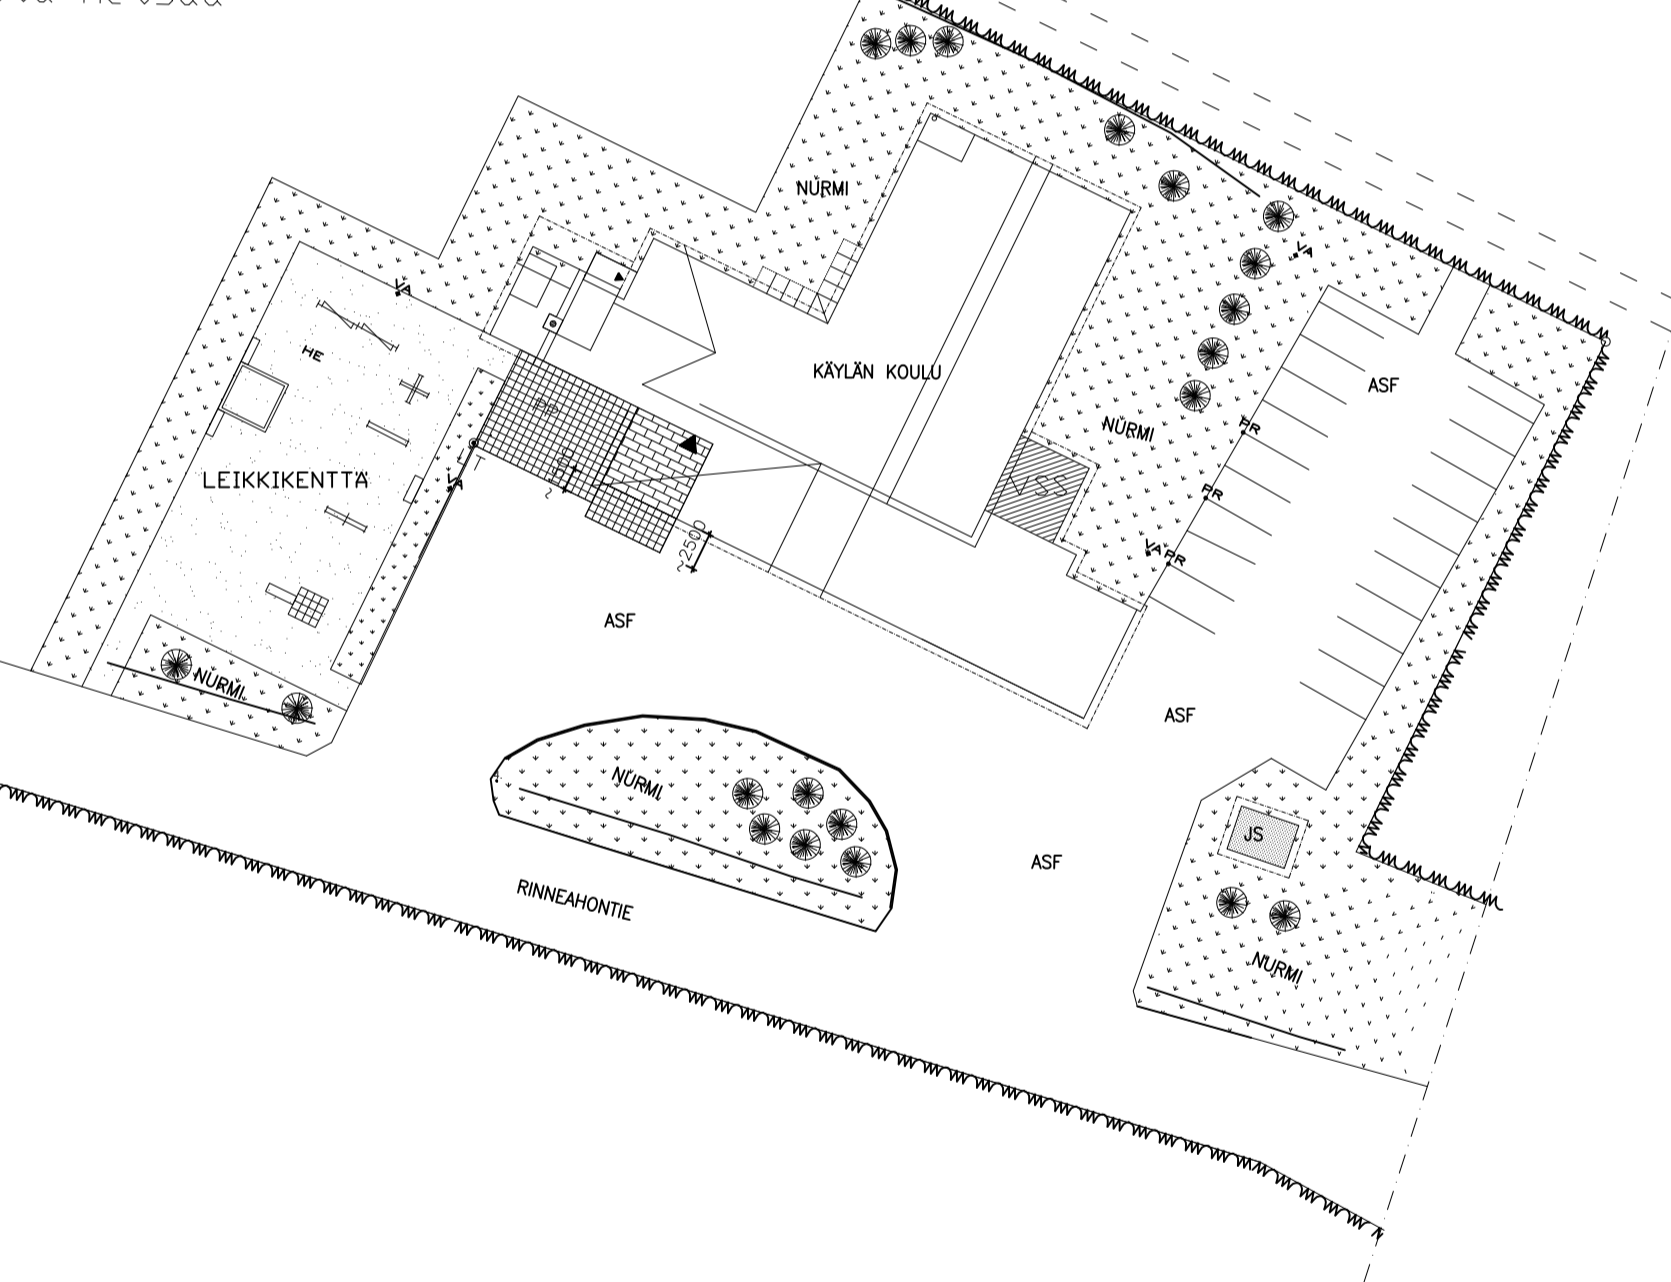 NURMI
VA
VA
HE
KÄYLÄN KOULU
ASF
PP
NURMI
PR
LEIKKIKENTTÄ
VA
VSS
PR
~2500
VA PR
ASF
NURMI
ASF
NURMI
JS
ASF
RINNEAHONTIE
NURMI